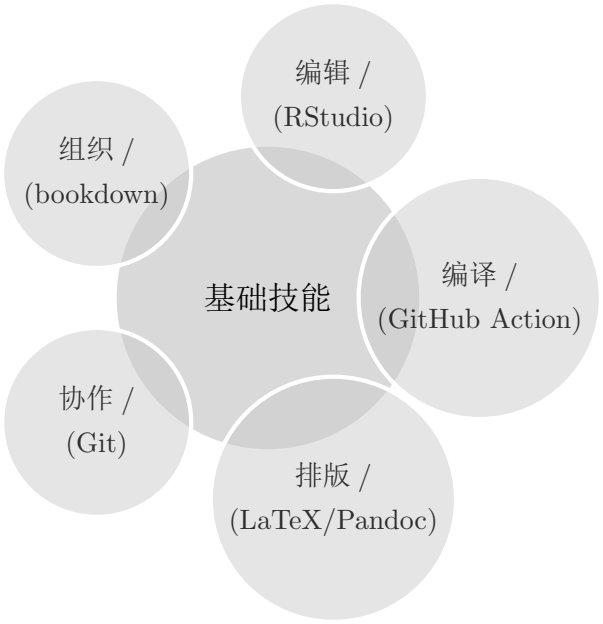 编辑 /
(RStudio)
组织 /
(bookdown)
编译 /
(GitHub Action)
基础技能
协作 /
(Git)
排版 /
(LaTeX/Pandoc)